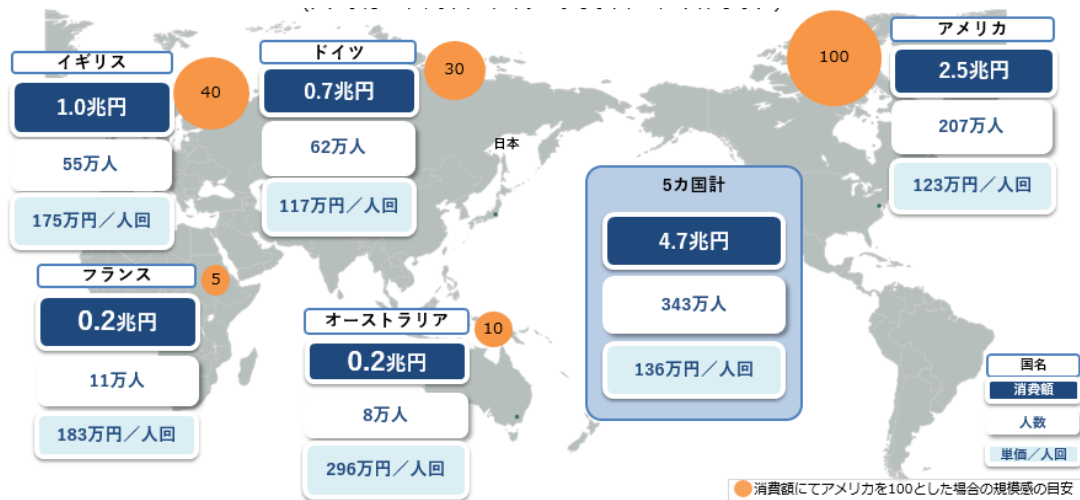 イギリス
1.0兆円
55万人
175万円／人回
40
ドイツ
0.7兆円
62万人
117万円／人回
30
日本
100
アメリカ
2.5兆円
207万人
123万円／人回
5カ国計
4.7兆円
343万人
136万円／人回
フランス
0.2兆円
11万人
183万円／人回
5
オーストラリア
0.2兆円
8万人
296万円／人回
10
国名
消費額
人数
単価／人回
消費額にてアメリカを100とした場合の規模感の目安